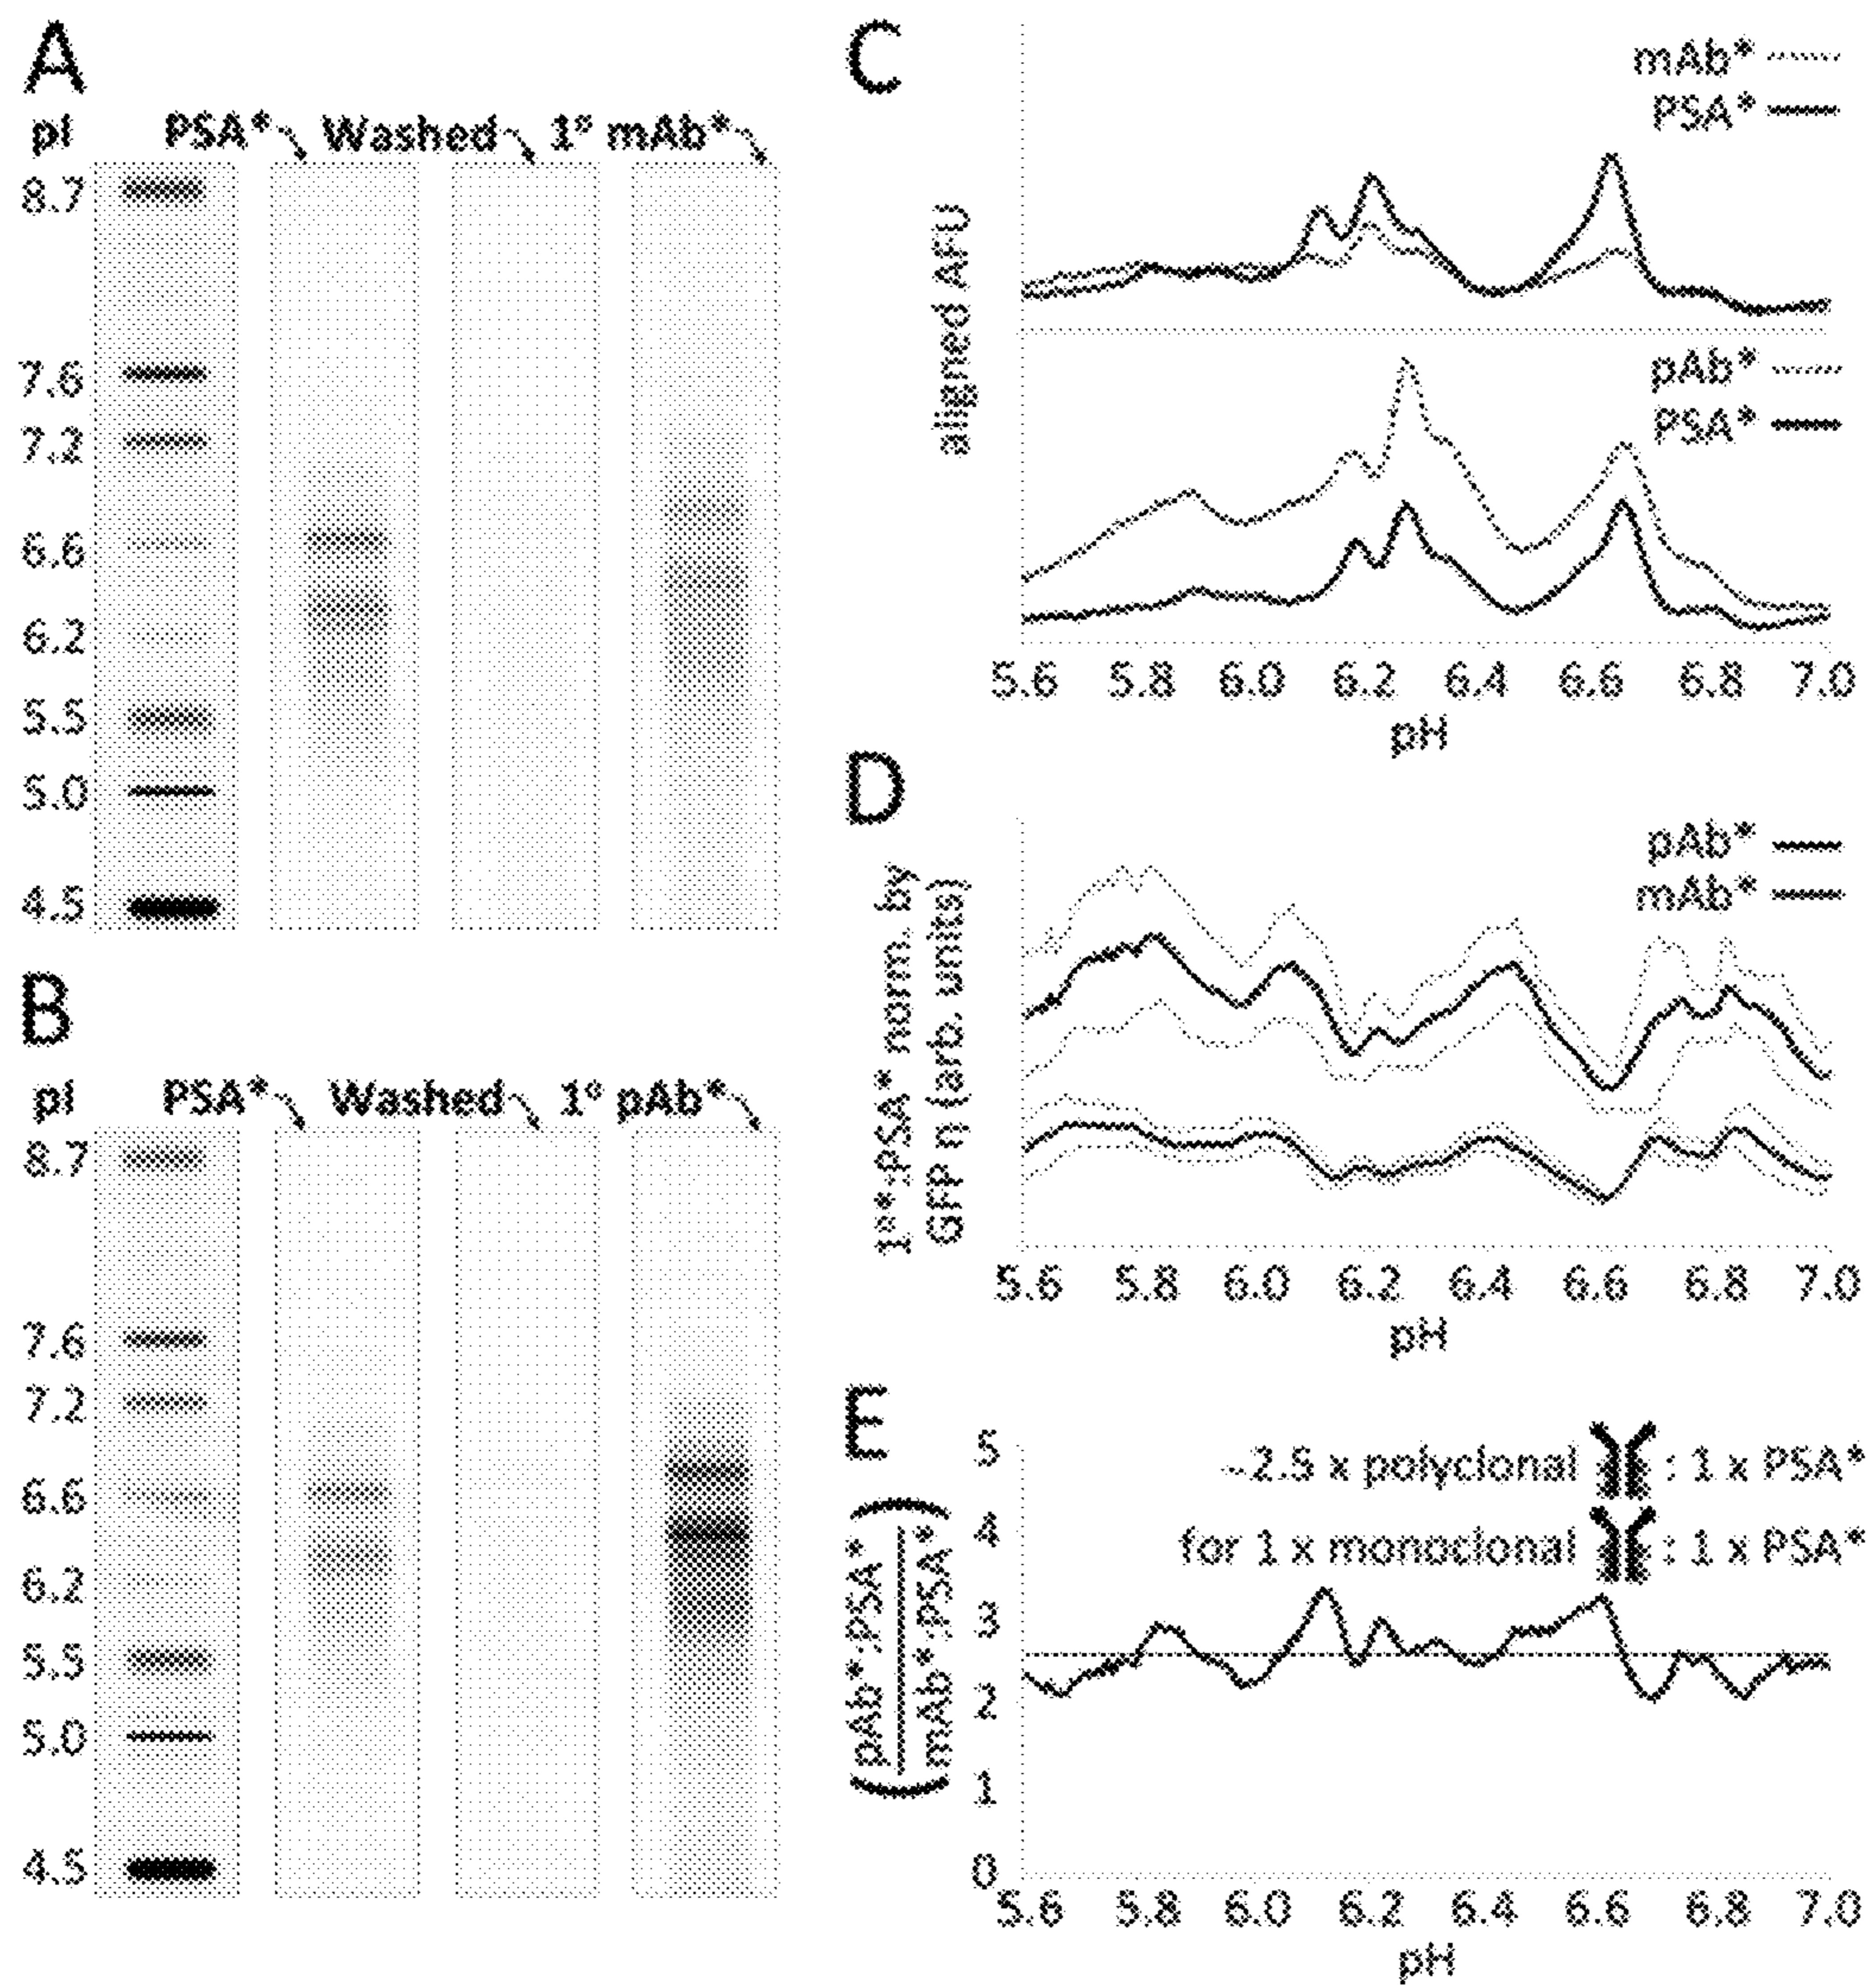 A
pI
PSA* Washed 1º mAb*
8.7
7.6
7.2
6.6
6.2
5.5
5.0
4.5
B
pI
PSA* Washed 1º pAb*
8.7
7.6
7.2
6.6
6.2
5.5
5.0
4.5
C
mAb*
PSA*
aligned AFU
pAb*
PSA*
5.6 5.8 6.0 6.2 6.4 6.6 6.8 7.0
pH
D
pAb*
mAb*
1º*:PSA* norm. by
GFP η (arb. units)
5.6 5.8 6.0 6.2 6.4 6.6 6.8 7.0
pH
E
~2.5 x polyclonal : 1 x PSA*
for 1 x monoclonal : 1 x PSA*
(pAb*:PSA*
mAb*:PSA*)
5
4
3
2
1
0
5.6 5.8 6.0 6.2 6.4 6.6 6.8 7.0
pH